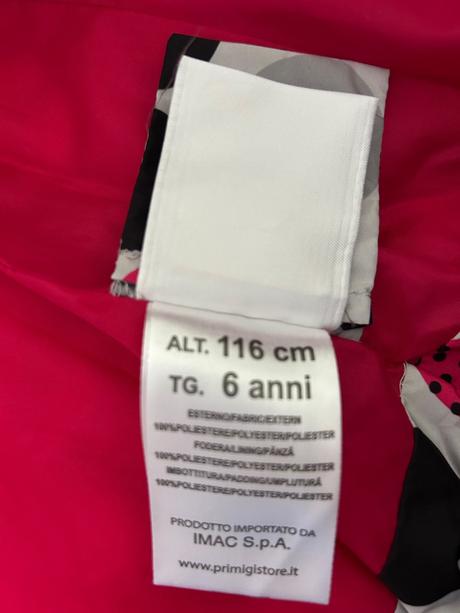 ALT. 116 cm
TG. 6 anni
ESTERNO/FABRIC/EXTERN
100%POLIESTERE/POLYESTER/POLIESTER
FODERA/LINING/PÂNZĂ
100%POLIESTERE/POLYESTER/POLIESTER
IMBOTTITURA/PADDING/UMPLUTURĂ
100%POLIESTERE/POLYESTER/POLIESTER
PRODOTTO IMPORTATO DA
IMAC S.p.A.
www.primigistore.it